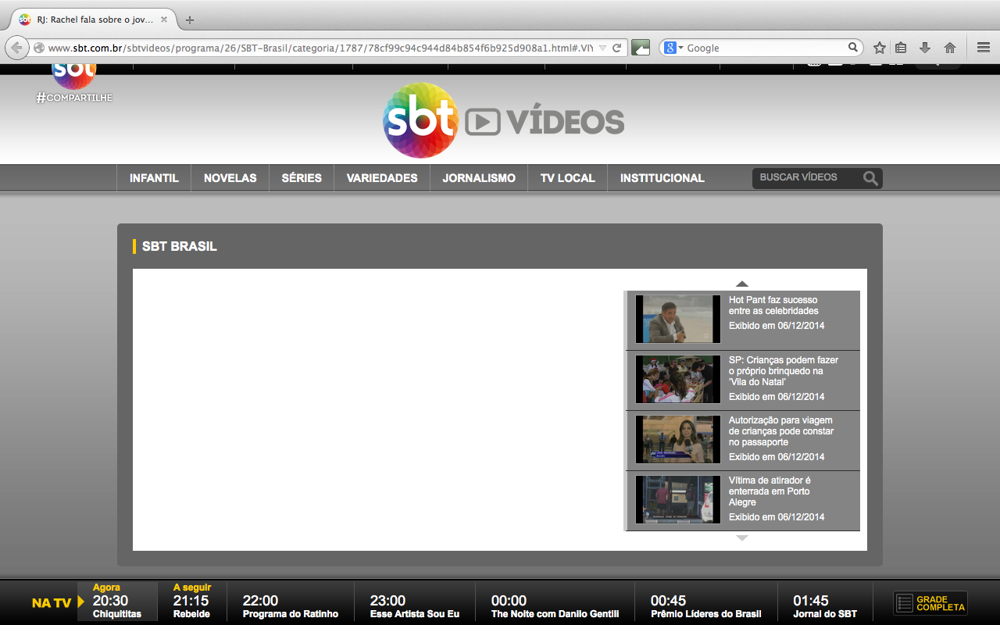 RJ: Rachel fala sobre o jov...
www.sbt.com.br/sbtvideos/programa/26/SBT-Brasil/categoria/1787/78cf99c94c944d84b854f6b925d908a1.html#.VIY
Google
sbt
#COMPARTILHE
sbt VÍDEOS
INFANTIL NOVELAS SÉRIES VARIEDADES JORNALISMO TV LOCAL INSTITUCIONAL BUSCAR VÍDEOS
SBT BRASIL
Hot Pant faz sucesso
entre as celebridades
Exibido em 06/12/2014
SP: Crianças podem fazer
o próprio brinquedo na
'Vila do Natal'
Exibido em 06/12/2014
Autorização para viagem
de crianças pode constar
no passaporte
Exibido em 06/12/2014
Vítima de atirador é
enterrada em Porto
Alegre
Exibido em 06/12/2014
NA TV
Agora
20:30
Chiquititas
A seguir
21:15
Rebelde
22:00
Programa do Ratinho
23:00
Esse Artista Sou Eu
00:00
The Noite com Danilo Gentili
00:45
Prêmio Líderes do Brasil
01:45
Jornal do SBT
GRADE
COMPLETA